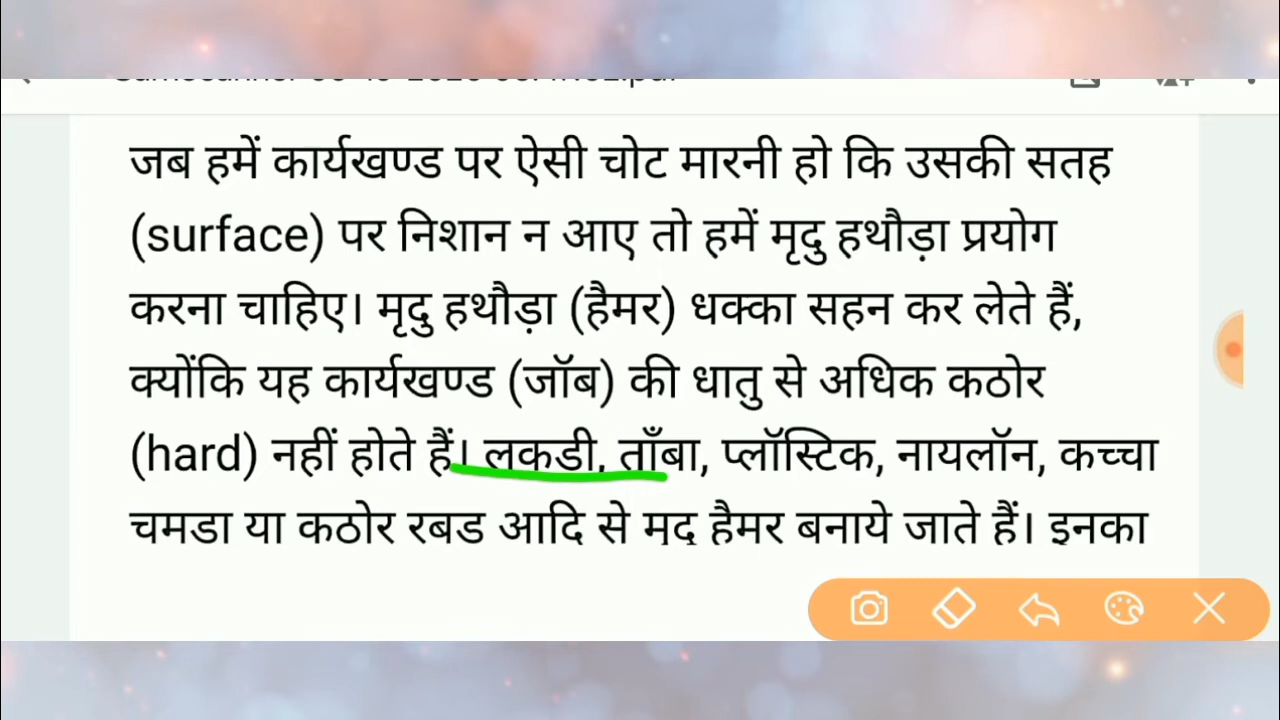 जब हमें कार्यखण्ड पर ऐसी चोट मारनी हो कि उसकी सतह
(surface) पर निशान न आए तो हमें मृदु हथौड़ा प्रयोग
करना चाहिए। मृदु हथौड़ा (हैमर) धक्का सहन कर लेते हैं,
क्योंकि यह कार्यखण्ड (जॉब) की धातु से अधिक कठोर
(hard) नहीं होते हैं। लकडी, ताँबा, प्लॉस्टिक, नायलॉन, कच्चा
चमडा या कठोर रबड आदि से मृदु हैमर बनाये जाते हैं। इनका